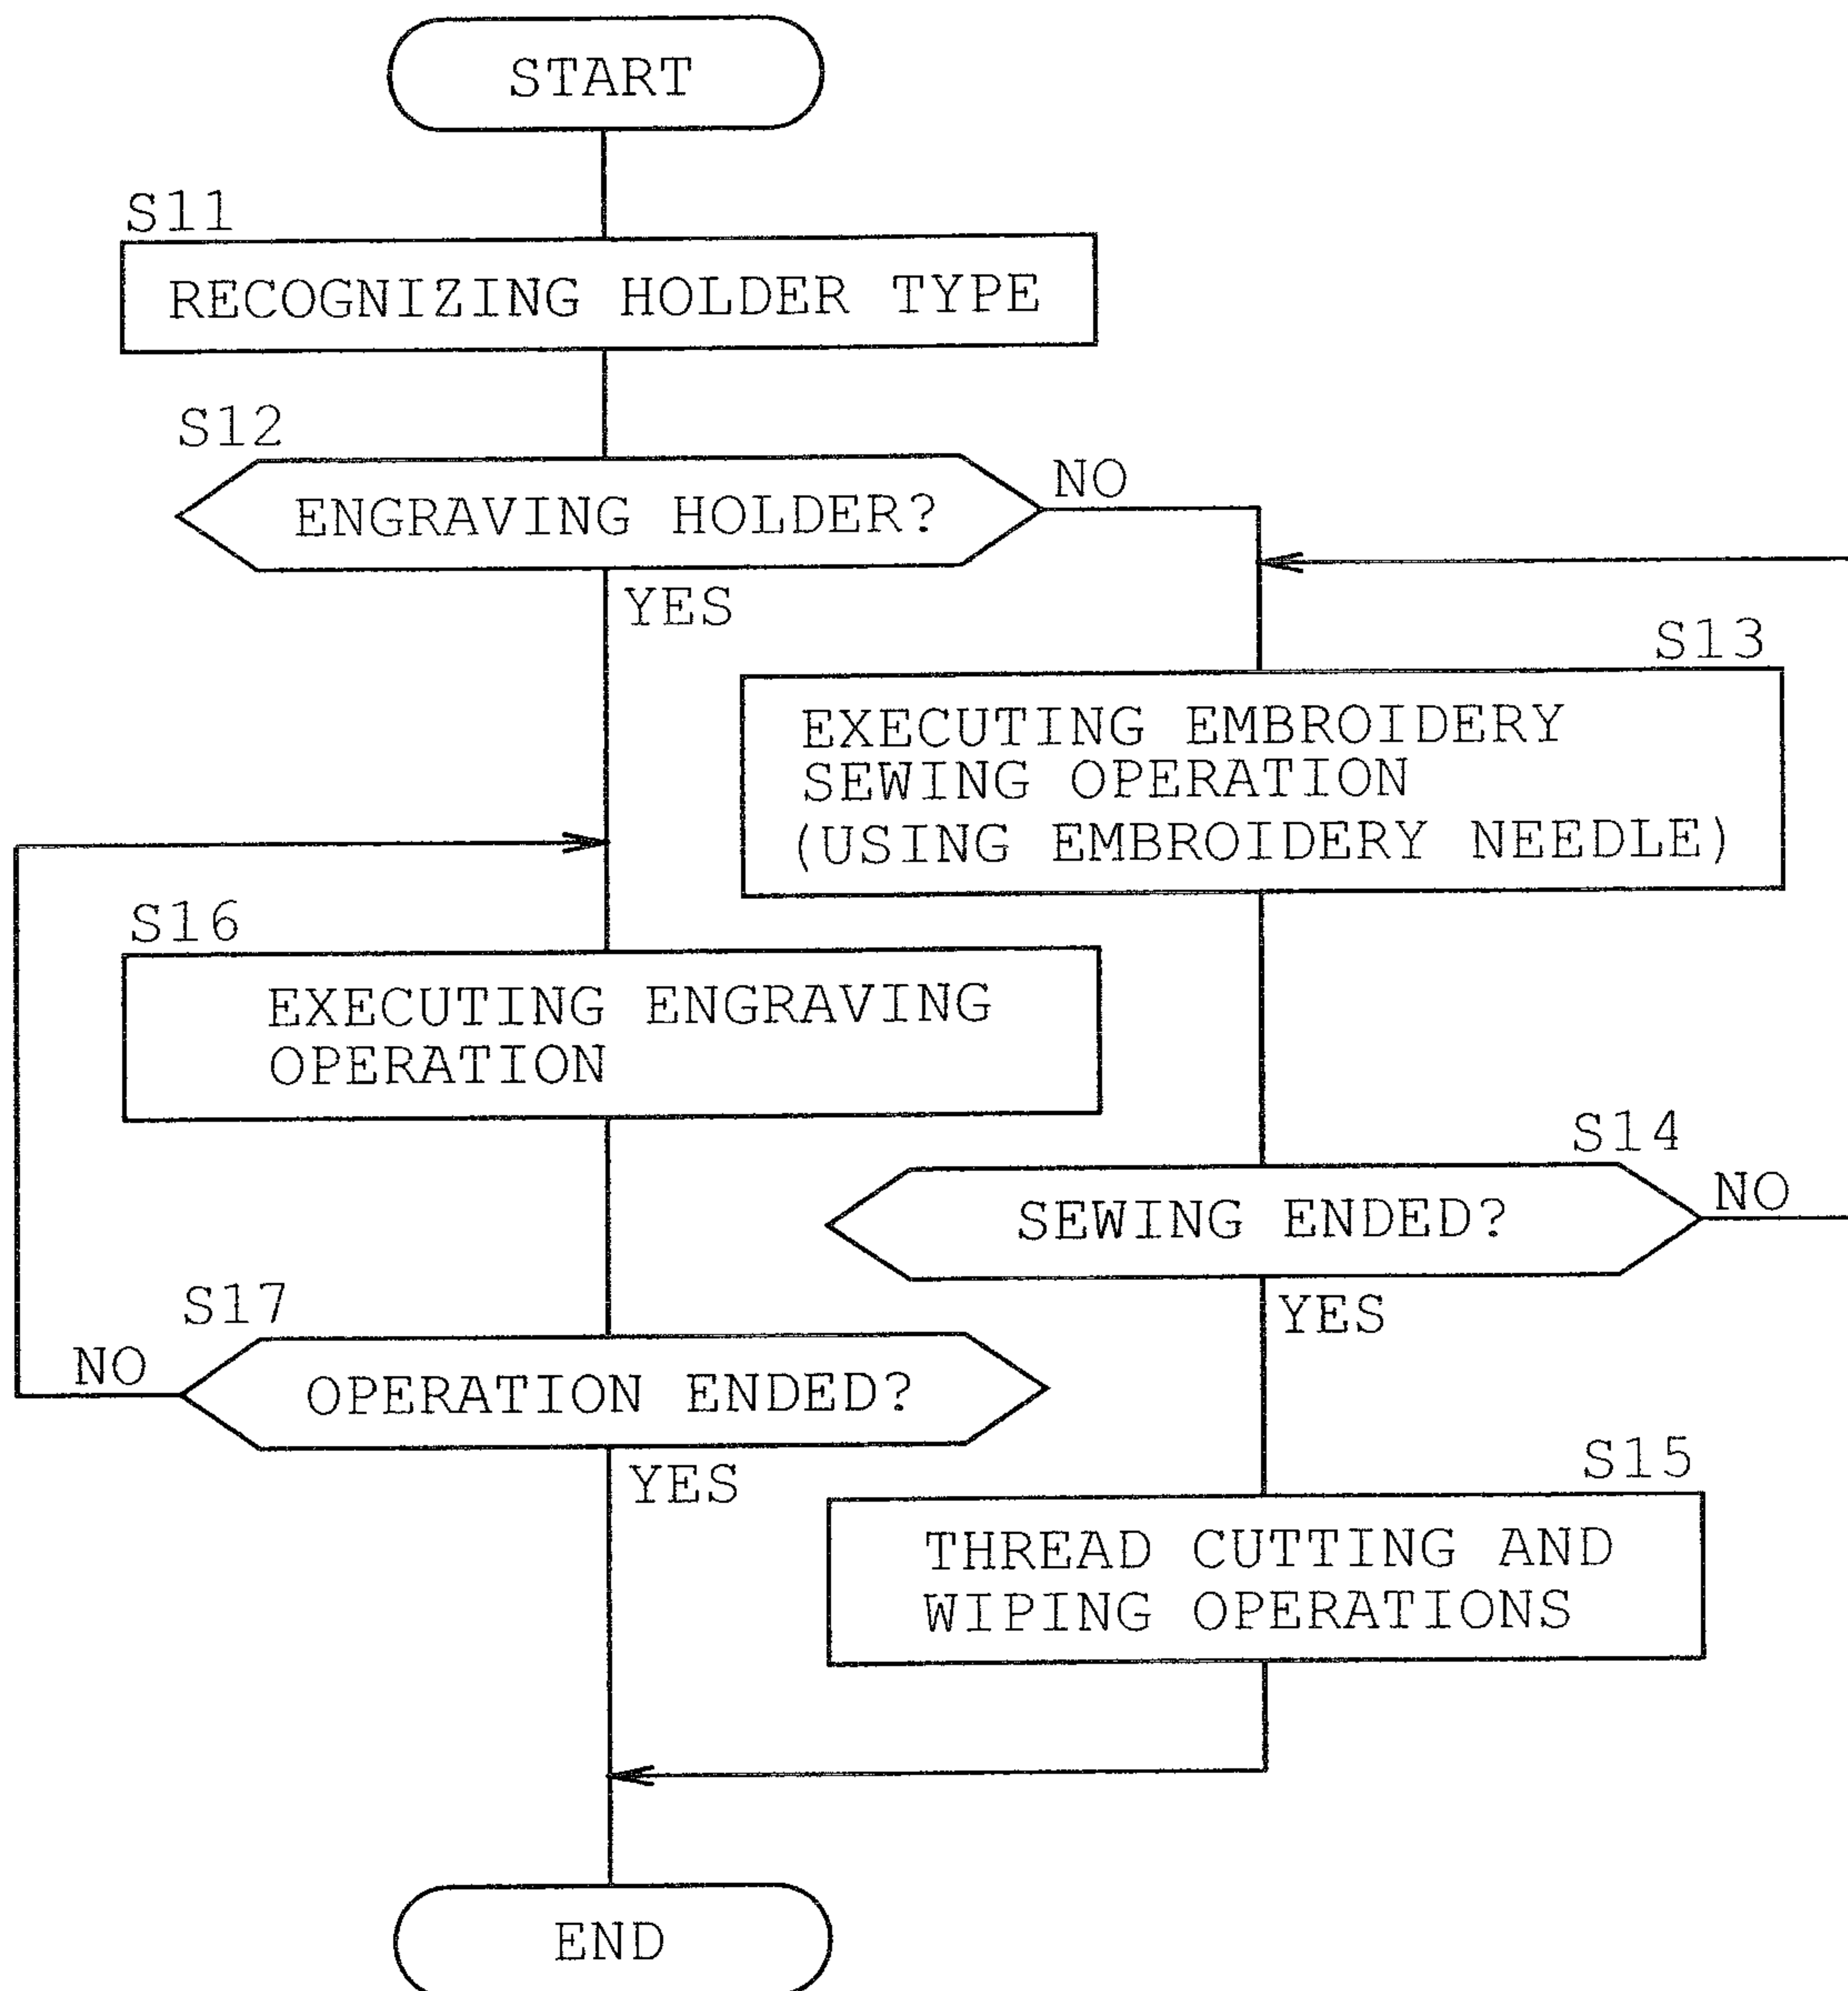 START
S11
RECOGNIZING HOLDER TYPE
S12
ENGRAVING HOLDER?
NO
YES
S13
EXECUTING EMBROIDERY
SEWING OPERATION
(USING EMBROIDERY NEEDLE)
S16
EXECUTING ENGRAVING
OPERATION
S14
SEWING ENDED?
NO
YES
S17
NO
OPERATION ENDED?
YES
S15
THREAD CUTTING AND
WIPING OPERATIONS
END